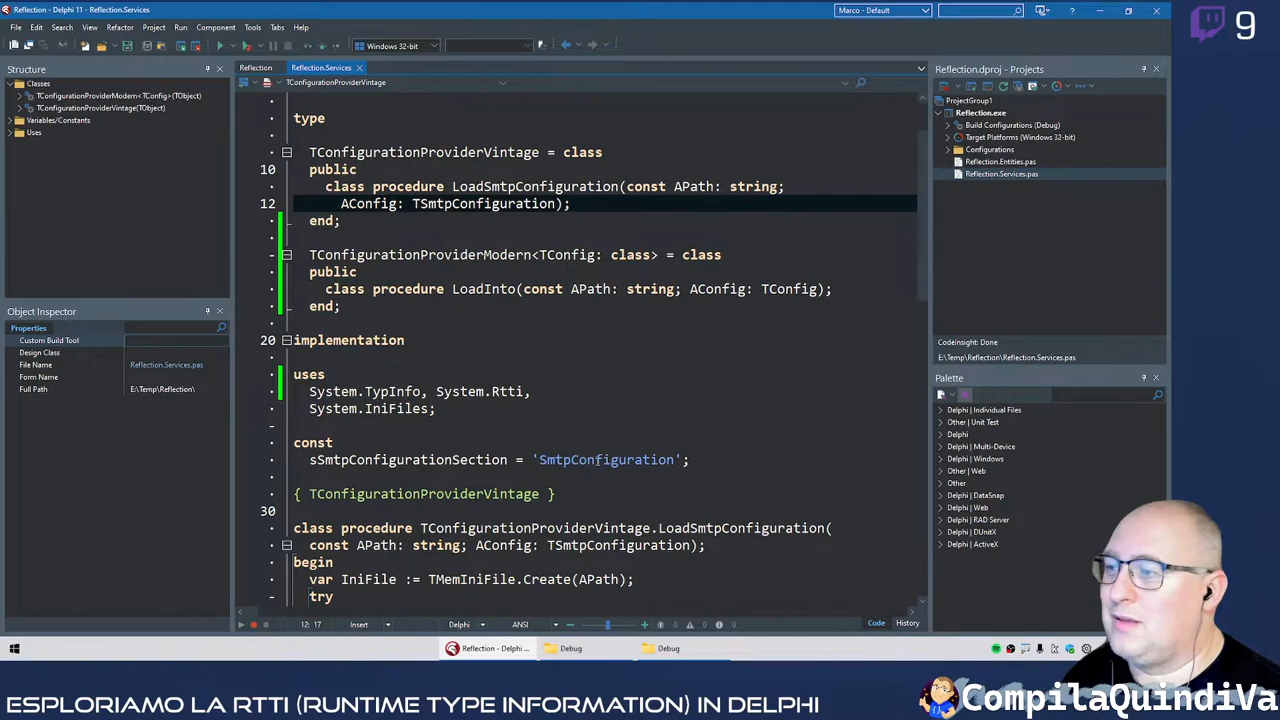 Reflection - Delphi 11 - Reflection.Services
Marco - Default
9
File Edit Search View Refactor Project Run Component Tools Tabs Help
Windows 32-bit
Structure
Classes
TConfigurationProviderModern<TConfig>(TObject)
TConfigurationProviderVintage(TObject)
Variables/Constants
Uses
Object Inspector
Properties
Custom Build Tool
Design Class
File Name Reflection.Services.pas
Form Name
Full Path E:\Temp\Reflection\
Reflection Reflection.Services
TConfigurationProviderVintage
type
TConfigurationProviderVintage = class
10 public
class procedure LoadSmtpConfiguration(const APath: string;
12 AConfig: TSmtpConfiguration);
end;
TConfigurationProviderModern<TConfig: class> = class
public
class procedure LoadInto(const APath: string; AConfig: TConfig);
end;
20 implementation
uses
System.TypInfo, System.Rtti,
System.IniFiles;
const
sSmtpConfigurationSection = 'SmtpConfiguration';
{ TConfigurationProviderVintage }
30
class procedure TConfigurationProviderVintage.LoadSmtpConfiguration(
const APath: string; AConfig: TSmtpConfiguration);
begin
var IniFile := TMemIniFile.Create(APath);
try
12: 17 Insert Delphi ANSI 0 0 0 Code History
Reflection.dproj - Projects
ProjectGroup1
Reflection.exe
Build Configurations (Debug)
Target Platforms (Windows 32-bit)
Configurations
Reflection.Entities.pas
Reflection.Services.pas
CodeInsight: Done
E:\Temp\Reflection\Reflection.Services.pas
Palette
Delphi | Individual Files
Other | Unit Test
Delphi
Delphi | Multi-Device
Delphi | Windows
Other | Web
Other
Delphi | DataSnap
Delphi | Web
Delphi | RAD Server
Delphi | DUnitX
Delphi | ActiveX
Reflection - Delphi ... Debug Debug
ESPLORIAMO LA RTTI (RUNTIME TYPE INFORMATION) IN DELPHI
CompilaQuindiVa